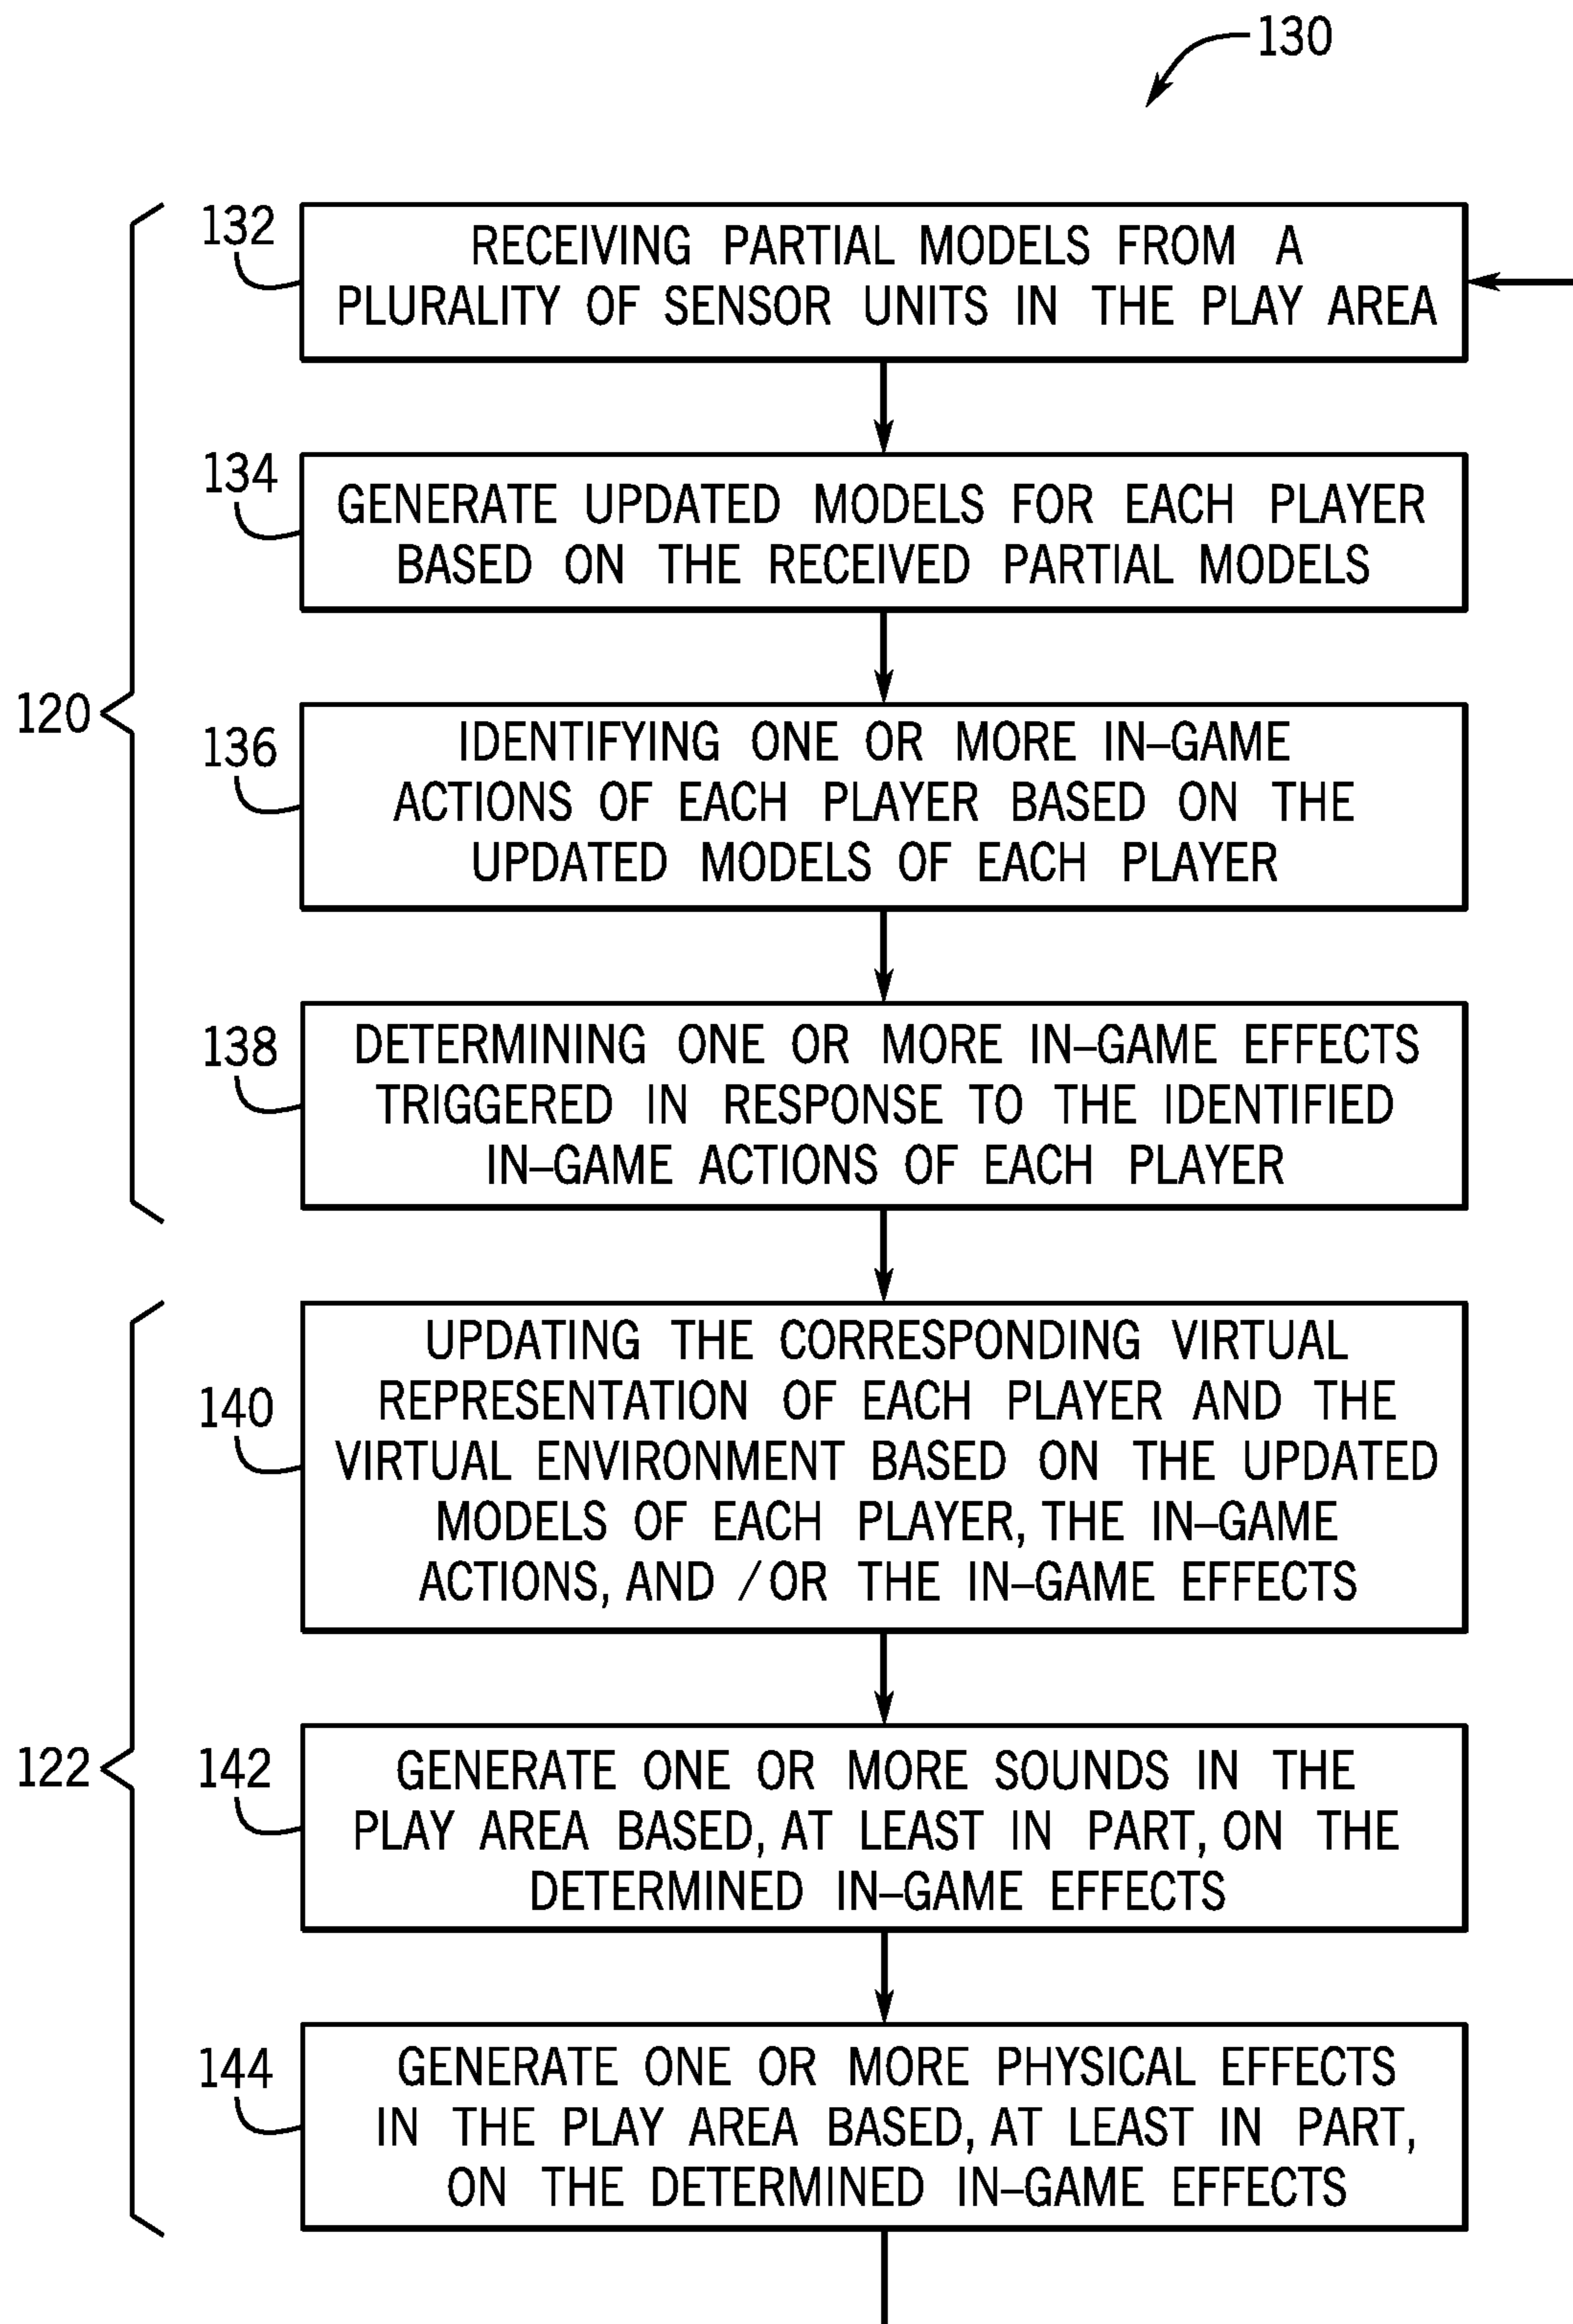 130
132
RECEIVING PARTIAL MODELS FROM A
PLURALITY OF SENSOR UNITS IN THE PLAY AREA
134
GENERATE UPDATED MODELS FOR EACH PLAYER
BASED ON THE RECEIVED PARTIAL MODELS
120
136
IDENTIFYING ONE OR MORE IN–GAME
ACTIONS OF EACH PLAYER BASED ON THE
UPDATED MODELS OF EACH PLAYER
138
DETERMINING ONE OR MORE IN–GAME EFFECTS
TRIGGERED IN RESPONSE TO THE IDENTIFIED
IN–GAME ACTIONS OF EACH PLAYER
140
UPDATING THE CORRESPONDING VIRTUAL
REPRESENTATION OF EACH PLAYER AND THE
VIRTUAL ENVIRONMENT BASED ON THE UPDATED
MODELS OF EACH PLAYER, THE IN–GAME
ACTIONS, AND /OR THE IN–GAME EFFECTS
122
142
GENERATE ONE OR MORE SOUNDS IN THE
PLAY AREA BASED, AT LEAST IN PART, ON THE
DETERMINED IN–GAME EFFECTS
144
GENERATE ONE OR MORE PHYSICAL EFFECTS
IN THE PLAY AREA BASED, AT LEAST IN PART,
ON THE DETERMINED IN–GAME EFFECTS